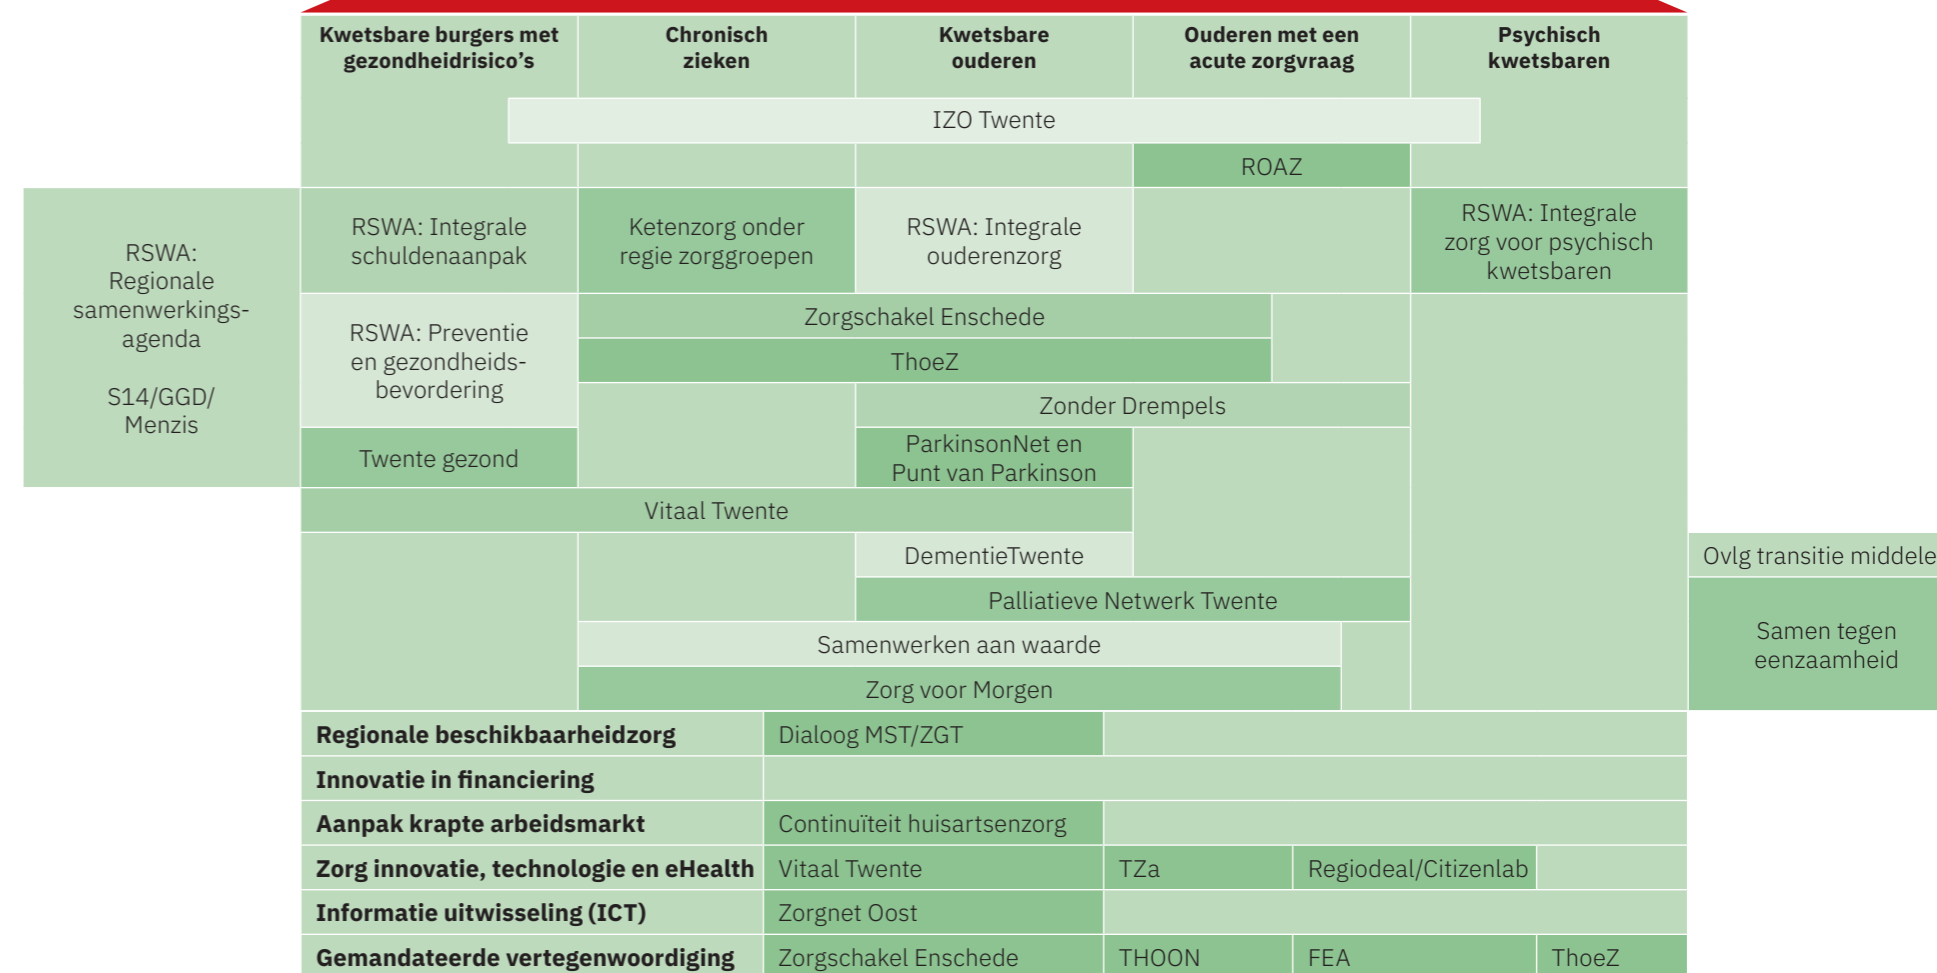 Kwetsbare burgers met
gezondheidrisico's
Chronisch
zieken
Kwetsbare
ouderen
Ouderen met een
acute zorgvraag
Psychisch
kwetsbaren
IZO Twente
ROAZ
RSWA:
Regionale
samenwerkings-
agenda
S14/GGD/
Menzis
RSWA: Integrale
schuldenaanpak
Ketenzorg onder
regie zorggroepen
RSWA: Integrale
ouderenzorg
RSWA: Integrale
zorg voor psychisch
kwetsbaren
RSWA: Preventie
en gezondheids-
bevordering
Zorgschakel Enschede
ThoeZ
Zonder Drempels
Twente gezond
ParkinsonNet en
Punt van Parkinson
Vitaal Twente
DementieTwente
Ovlg transitie middele
Palliatieve Netwerk Twente
Samen tegen
eenzaamheid
Samenwerken aan waarde
Zorg voor Morgen
Regionale beschikbaarheidzorg
Dialoog MST/ZGT
Innovatie in financiering
Aanpak krapte arbeidsmarkt
Continuïteit huisartsenzorg
Zorg innovatie, technologie en eHealth
Vitaal Twente
TZa
Regiodeal/Citizenlab
Informatie uitwisseling (ICT)
Zorgnet Oost
Gemandateerde vertegenwoordiging
Zorgschakel Enschede
THOON
FEA
ThoeZ